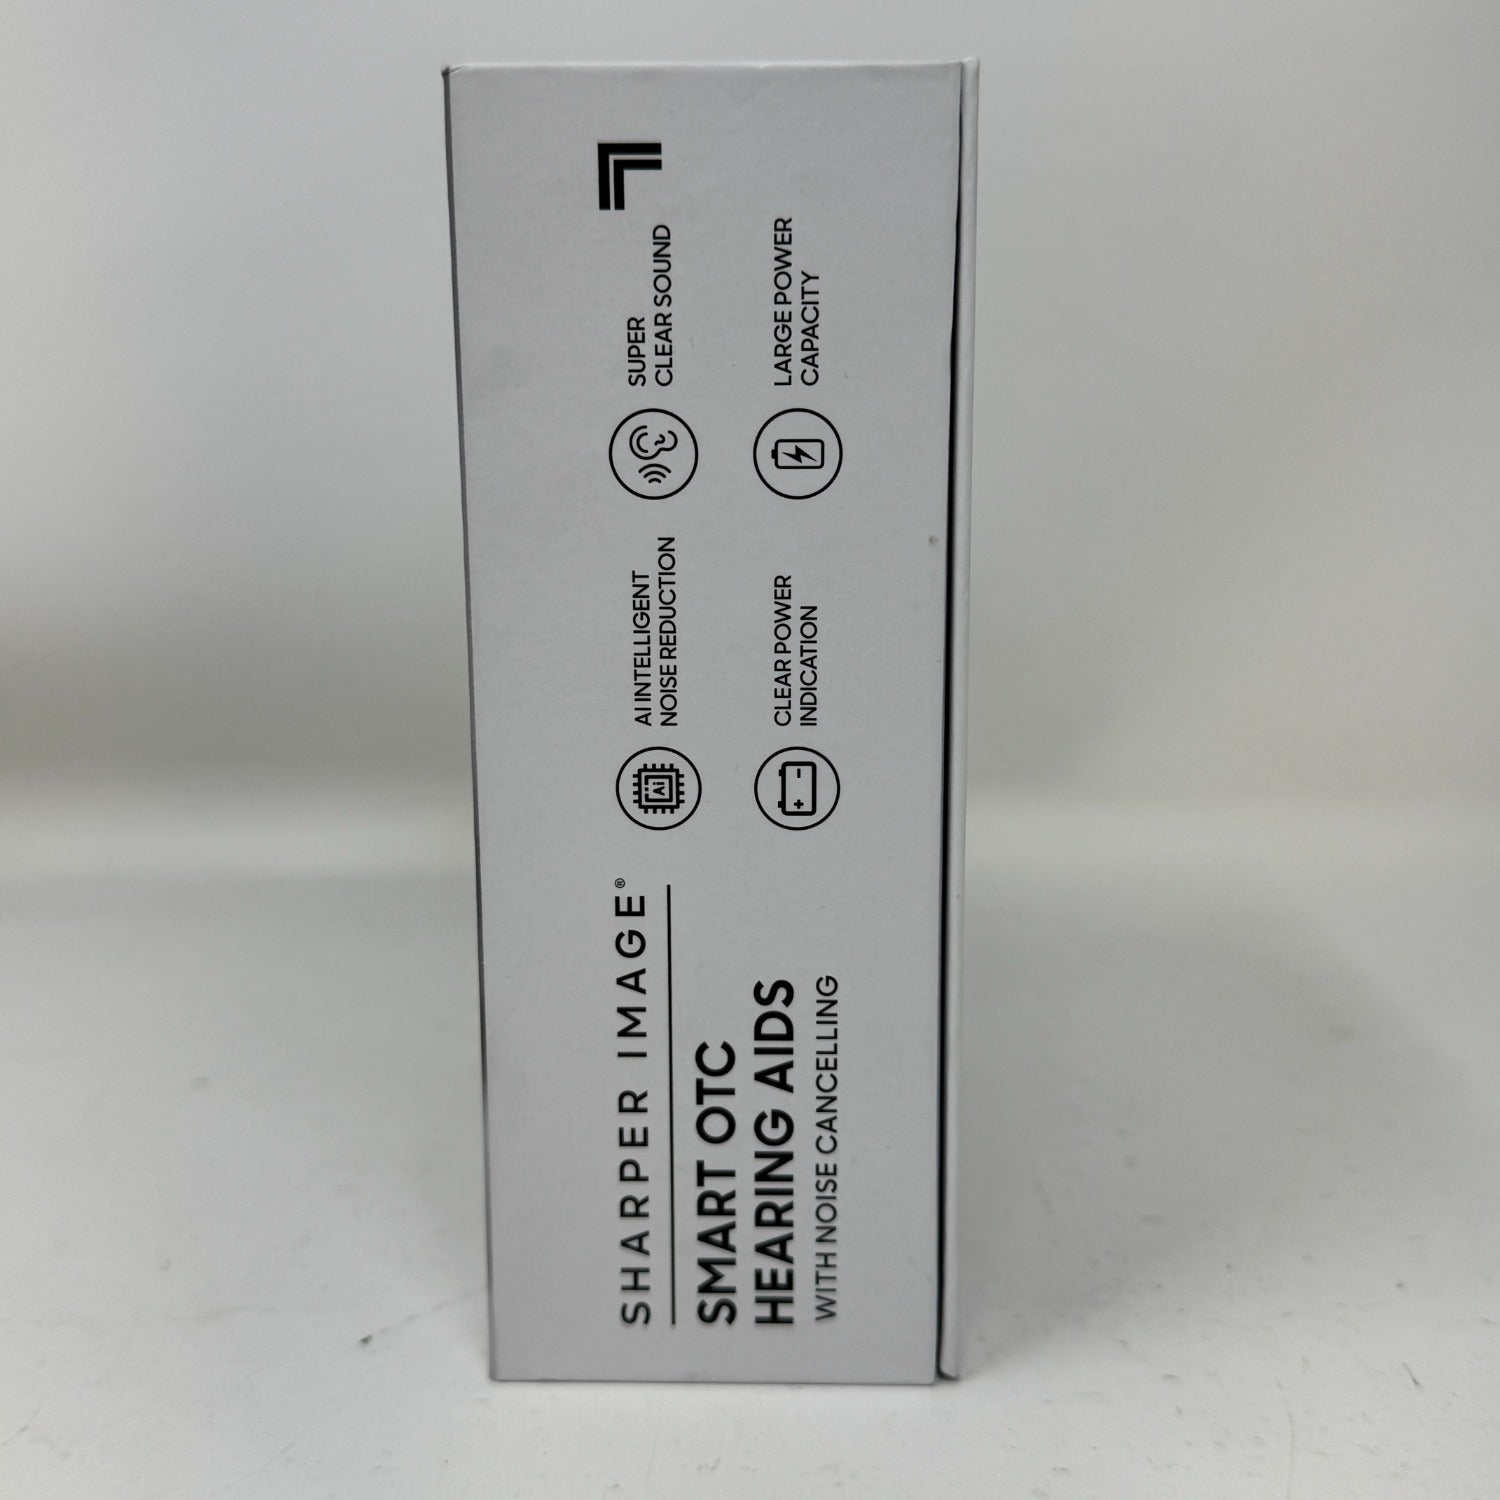 SHARPER IMAGE®
SMART OTC
HEARING AIDS
WITH NOISE CANCELLING
Ai
AI INTELLIGENT
NOISE REDUCTION
SUPER
CLEAR SOUND
CLEAR POWER
INDICATION
LARGE POWER
CAPACITY